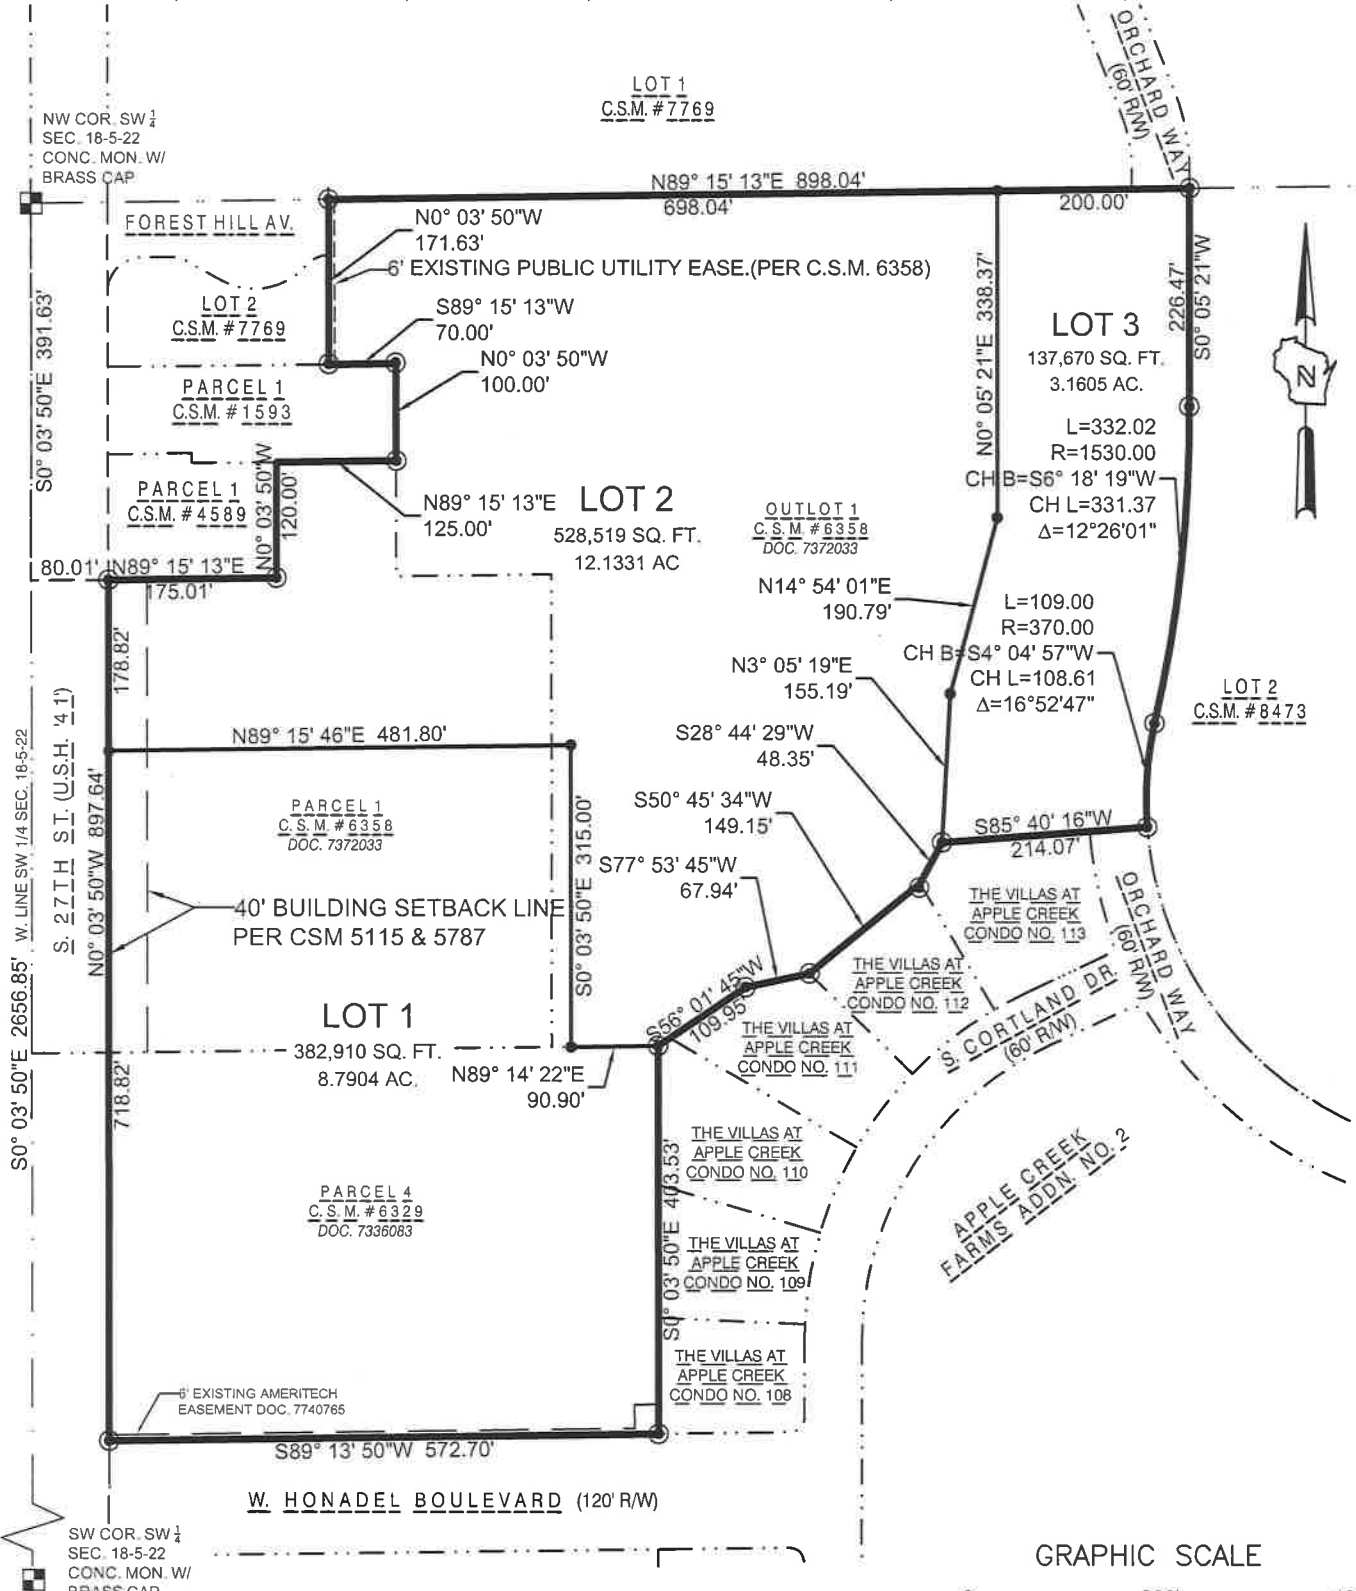 ORCHARD WAY
(60' R/W)
LOT 1
C.S.M. #7769
NW COR. SW 1/4
SEC. 18-5-22
CONC. MON. W/
BRASS CAP
N89° 15' 13"E 898.04'
698.04'
200.00'
FOREST HILL AV.
N0° 03' 50"W
171.63'
6' EXISTING PUBLIC UTILITY EASE.(PER C.S.M. 6358)
S0° 03' 50"E 391.63'
LOT 2
C.S.M. #7769
S89° 15' 13"W
70.00'
N0° 03' 50"W
100.00'
PARCEL 1
C.S.M. #1593
N0° 05' 21"E 338.37'
LOT 3
137,670 SQ. FT.
3.1605 AC.
226.47'
S0° 05' 21"W
N
L=332.02
R=1530.00
CH B=S6° 18' 19"W
CH L=331.37
Δ=12°26'01"
PARCEL 1
C.S.M. #4589
N0° 03' 50"W
120.00'
N89° 15' 13"E
125.00'
LOT 2
528,519 SQ. FT.
12.1331 AC
OUTLOT 1
C.S.M. #6358
DOC. 7372033
80.01'
N89° 15' 13"E
175.01'
N14° 54' 01"E
190.79'
L=109.00
R=370.00
CH B=S4° 04' 57"W
CH L=108.61
Δ=16°52'47"
178.82'
N3° 05' 19"E
155.19'
LOT 2
C.S.M. #8473
S. 27TH ST. (U.S.H. '41')
N89° 15' 46"E 481.80'
S28° 44' 29"W
48.35'
W. LINE SW 1/4 SEC. 18-5-22
S0° 03' 50"E 2656.85'
N0° 03' 50"W 897.64'
PARCEL 1
C.S.M. #6358
DOC. 7372033
S0° 03' 50"E 315.00'
S50° 45' 34"W
149.15'
S85° 40' 16"W
214.07'
S77° 53' 45"W
67.94'
40' BUILDING SETBACK LINE
PER CSM 5115 & 5787
THE VILLAS AT
APPLE CREEK
CONDO NO. 113
ORCHARD WAY
(60' R/W)
THE VILLAS AT
APPLE CREEK
CONDO NO. 112
S56° 01' 45"W
109.95'
S. CORTLAND DR.
(60' R/W)
THE VILLAS AT
APPLE CREEK
CONDO NO. 111
LOT 1
382,910 SQ. FT.
8.7904 AC.
N89° 14' 22"E
90.90'
718.82'
THE VILLAS AT
APPLE CREEK
CONDO NO. 110
S0° 03' 50"E 403.53'
PARCEL 4
C.S.M. #6329
DOC. 7336083
APPLE CREEK
FARMS ADDN. NO. 2
THE VILLAS AT
APPLE CREEK
CONDO NO. 109
THE VILLAS AT
APPLE CREEK
CONDO NO. 108
6' EXISTING AMERITECH
EASEMENT DOC. 7740765
S89° 13' 50"W 572.70'
W. HONADEL BOULEVARD (120' R/W)
SW COR. SW 1/4
SEC. 18-5-22
CONC. MON. W/
BRASS CAP
GRAPHIC SCALE